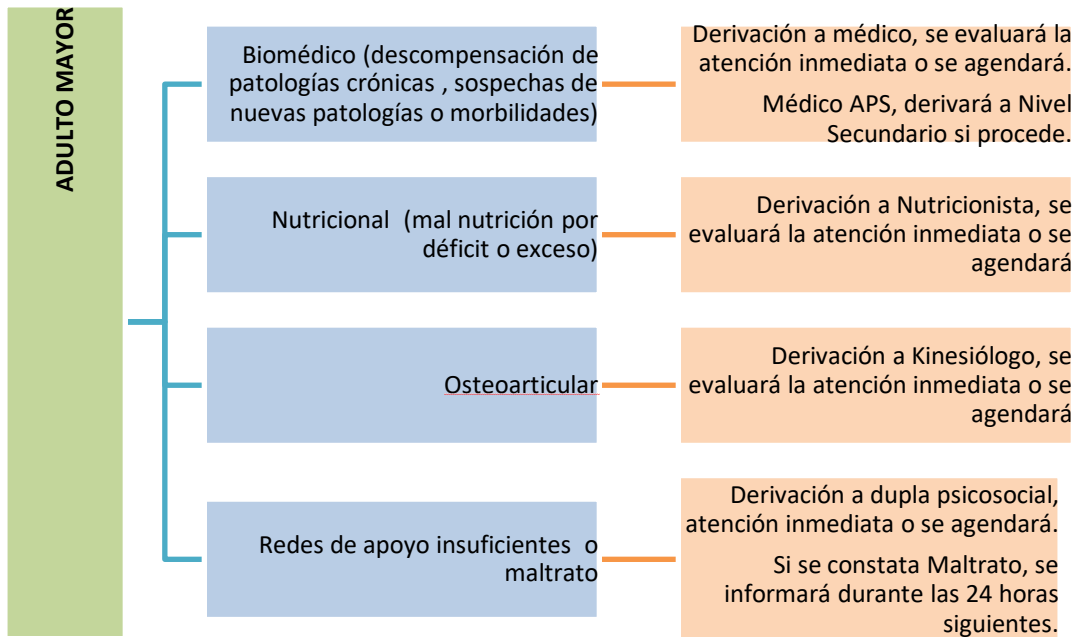 ADULTO MAYOR
Biomédico (descompensación de
patologías crónicas , sospechas de
nuevas patologías o morbilidades)
Derivación a médico, se evaluará la
atención inmediata o se agendará.
Médico APS, derivará a Nivel
Secundario si procede.
Nutricional (mal nutrición por
déficit o exceso)
Derivación a Nutricionista, se
evaluará la atención inmediata o se
agendará
Osteoarticular
Derivación a Kinesiólogo, se
evaluará la atención inmediata o se
agendará
Redes de apoyo insuficientes o
maltrato
Derivación a dupla psicosocial,
atención inmediata o se agendará.
Si se constata Maltrato, se
informará durante las 24 horas
siguientes.